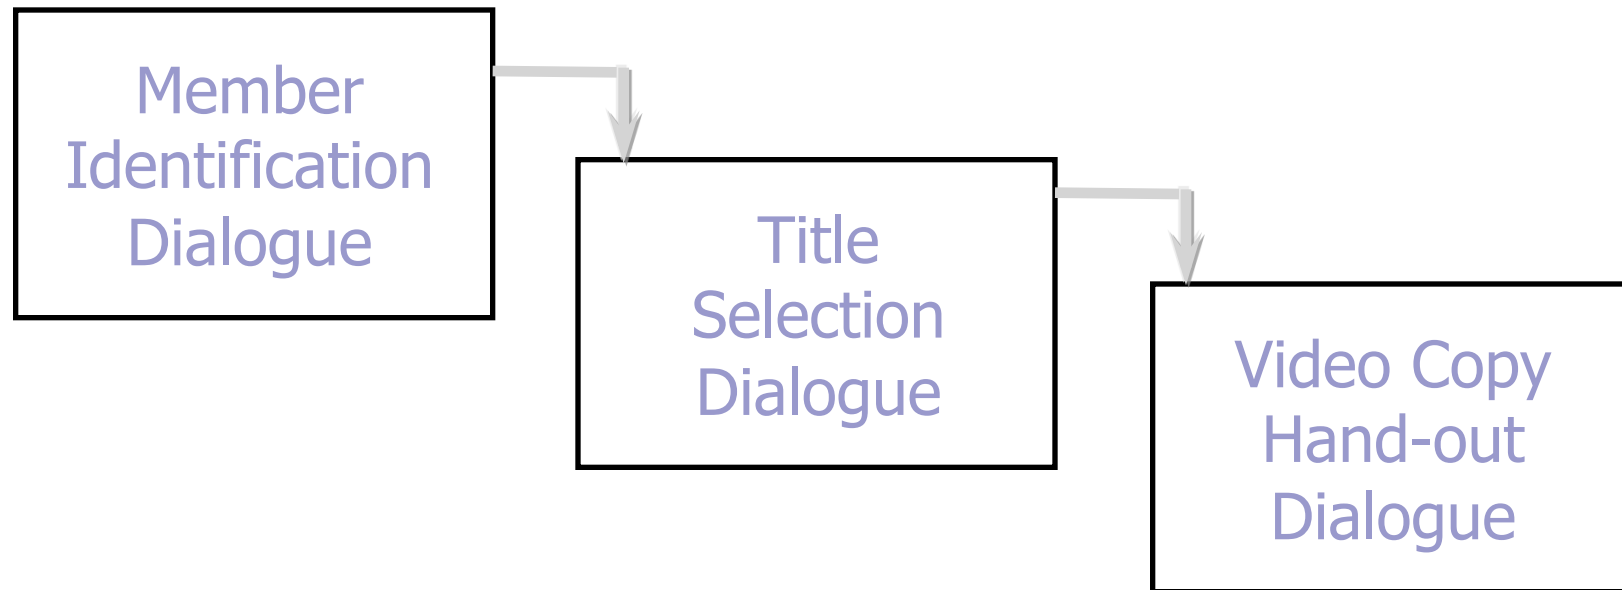 Member
Identification
Dialogue
Title
Selection
Dialogue
Video Copy
Hand-out
Dialogue